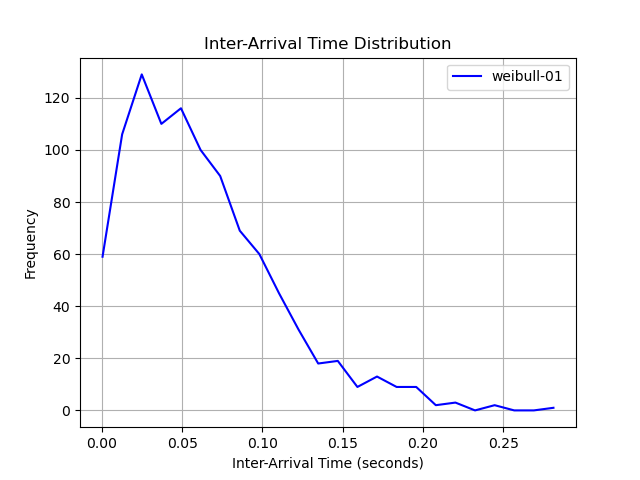 Inter-Arrival Time Distribution
weibull-01
Frequency
120
100
80
60
40
20
0
0.00 0.05 0.10 0.15 0.20 0.25
Inter-Arrival Time (seconds)